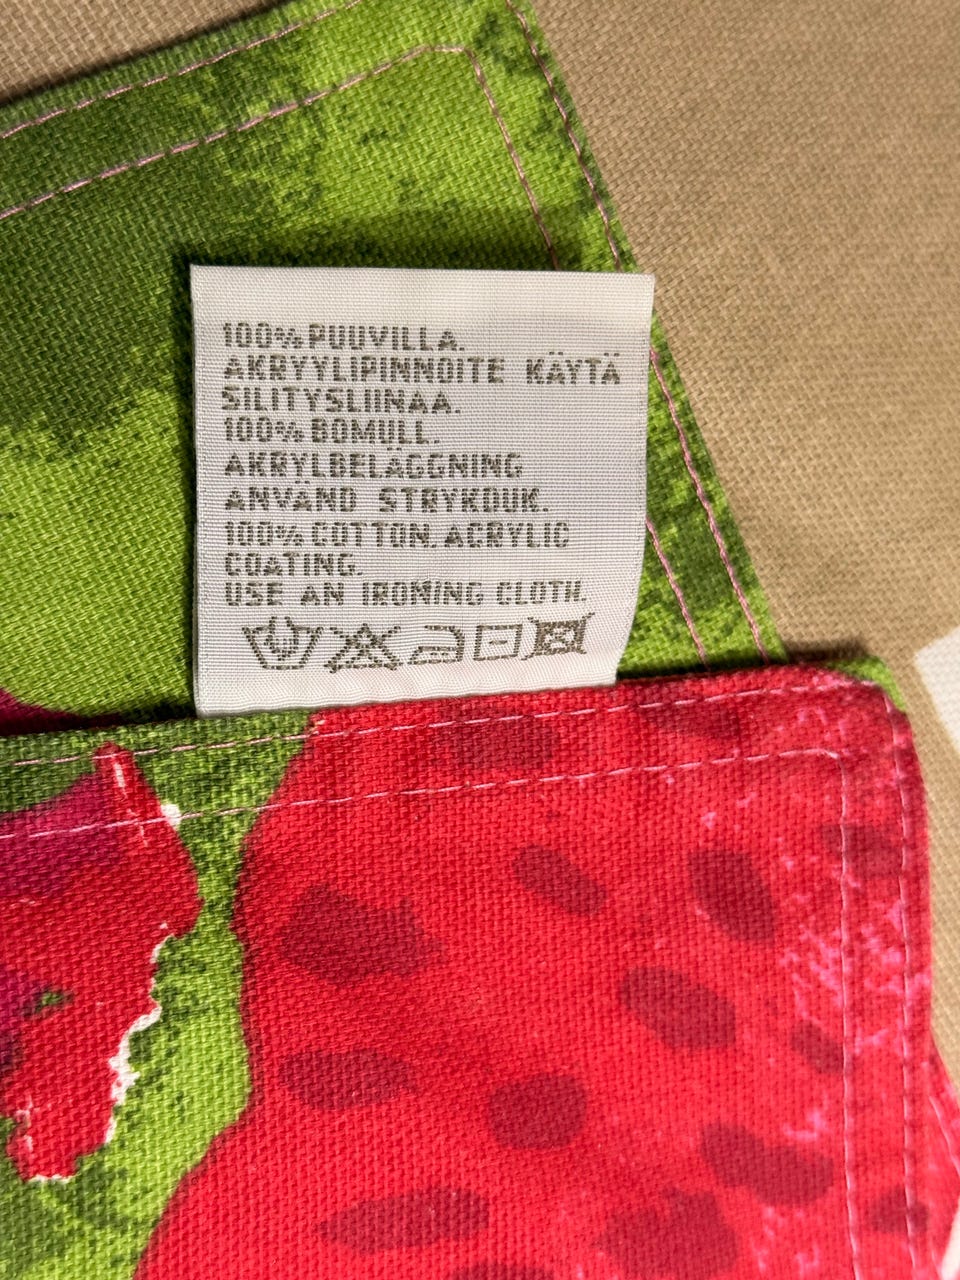 100% PUUVILLA.
AKRYYLIPINNOITE KÄYTÄ
SILITYSLIINAA.
100% BOMULL.
AKRYLBELÄGGNING
ANVÄND STRYKDUK.
100% COTTON. ACRYLIC
COATING.
USE AN IRONING CLOTH.